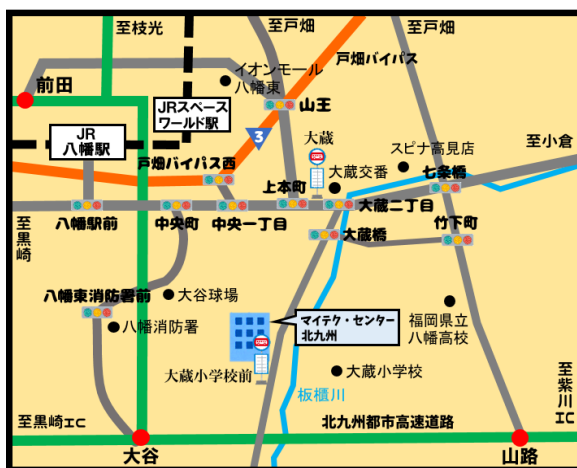 至枝光
至戸畑
至戸畑
戸畑バイパス
前田
イオンモール
八幡東
JRスペース
ワールド駅
山王
JR
八幡駅
3
大蔵
スピナ高見店
至小倉
戸畑バイパス西
大蔵交番
七条橋
上本町
八幡駅前
中央町
中央一丁目
大蔵二丁目
至黒崎
大蔵橋
竹下町
八幡東消防署前
大谷球場
八幡消防署
マイテク・センター
北九州
福岡県立
八幡高校
大蔵小学校前
大蔵小学校
板櫃川
至紫川IC
至黒崎IC
北九州都市高速道路
大谷
山路